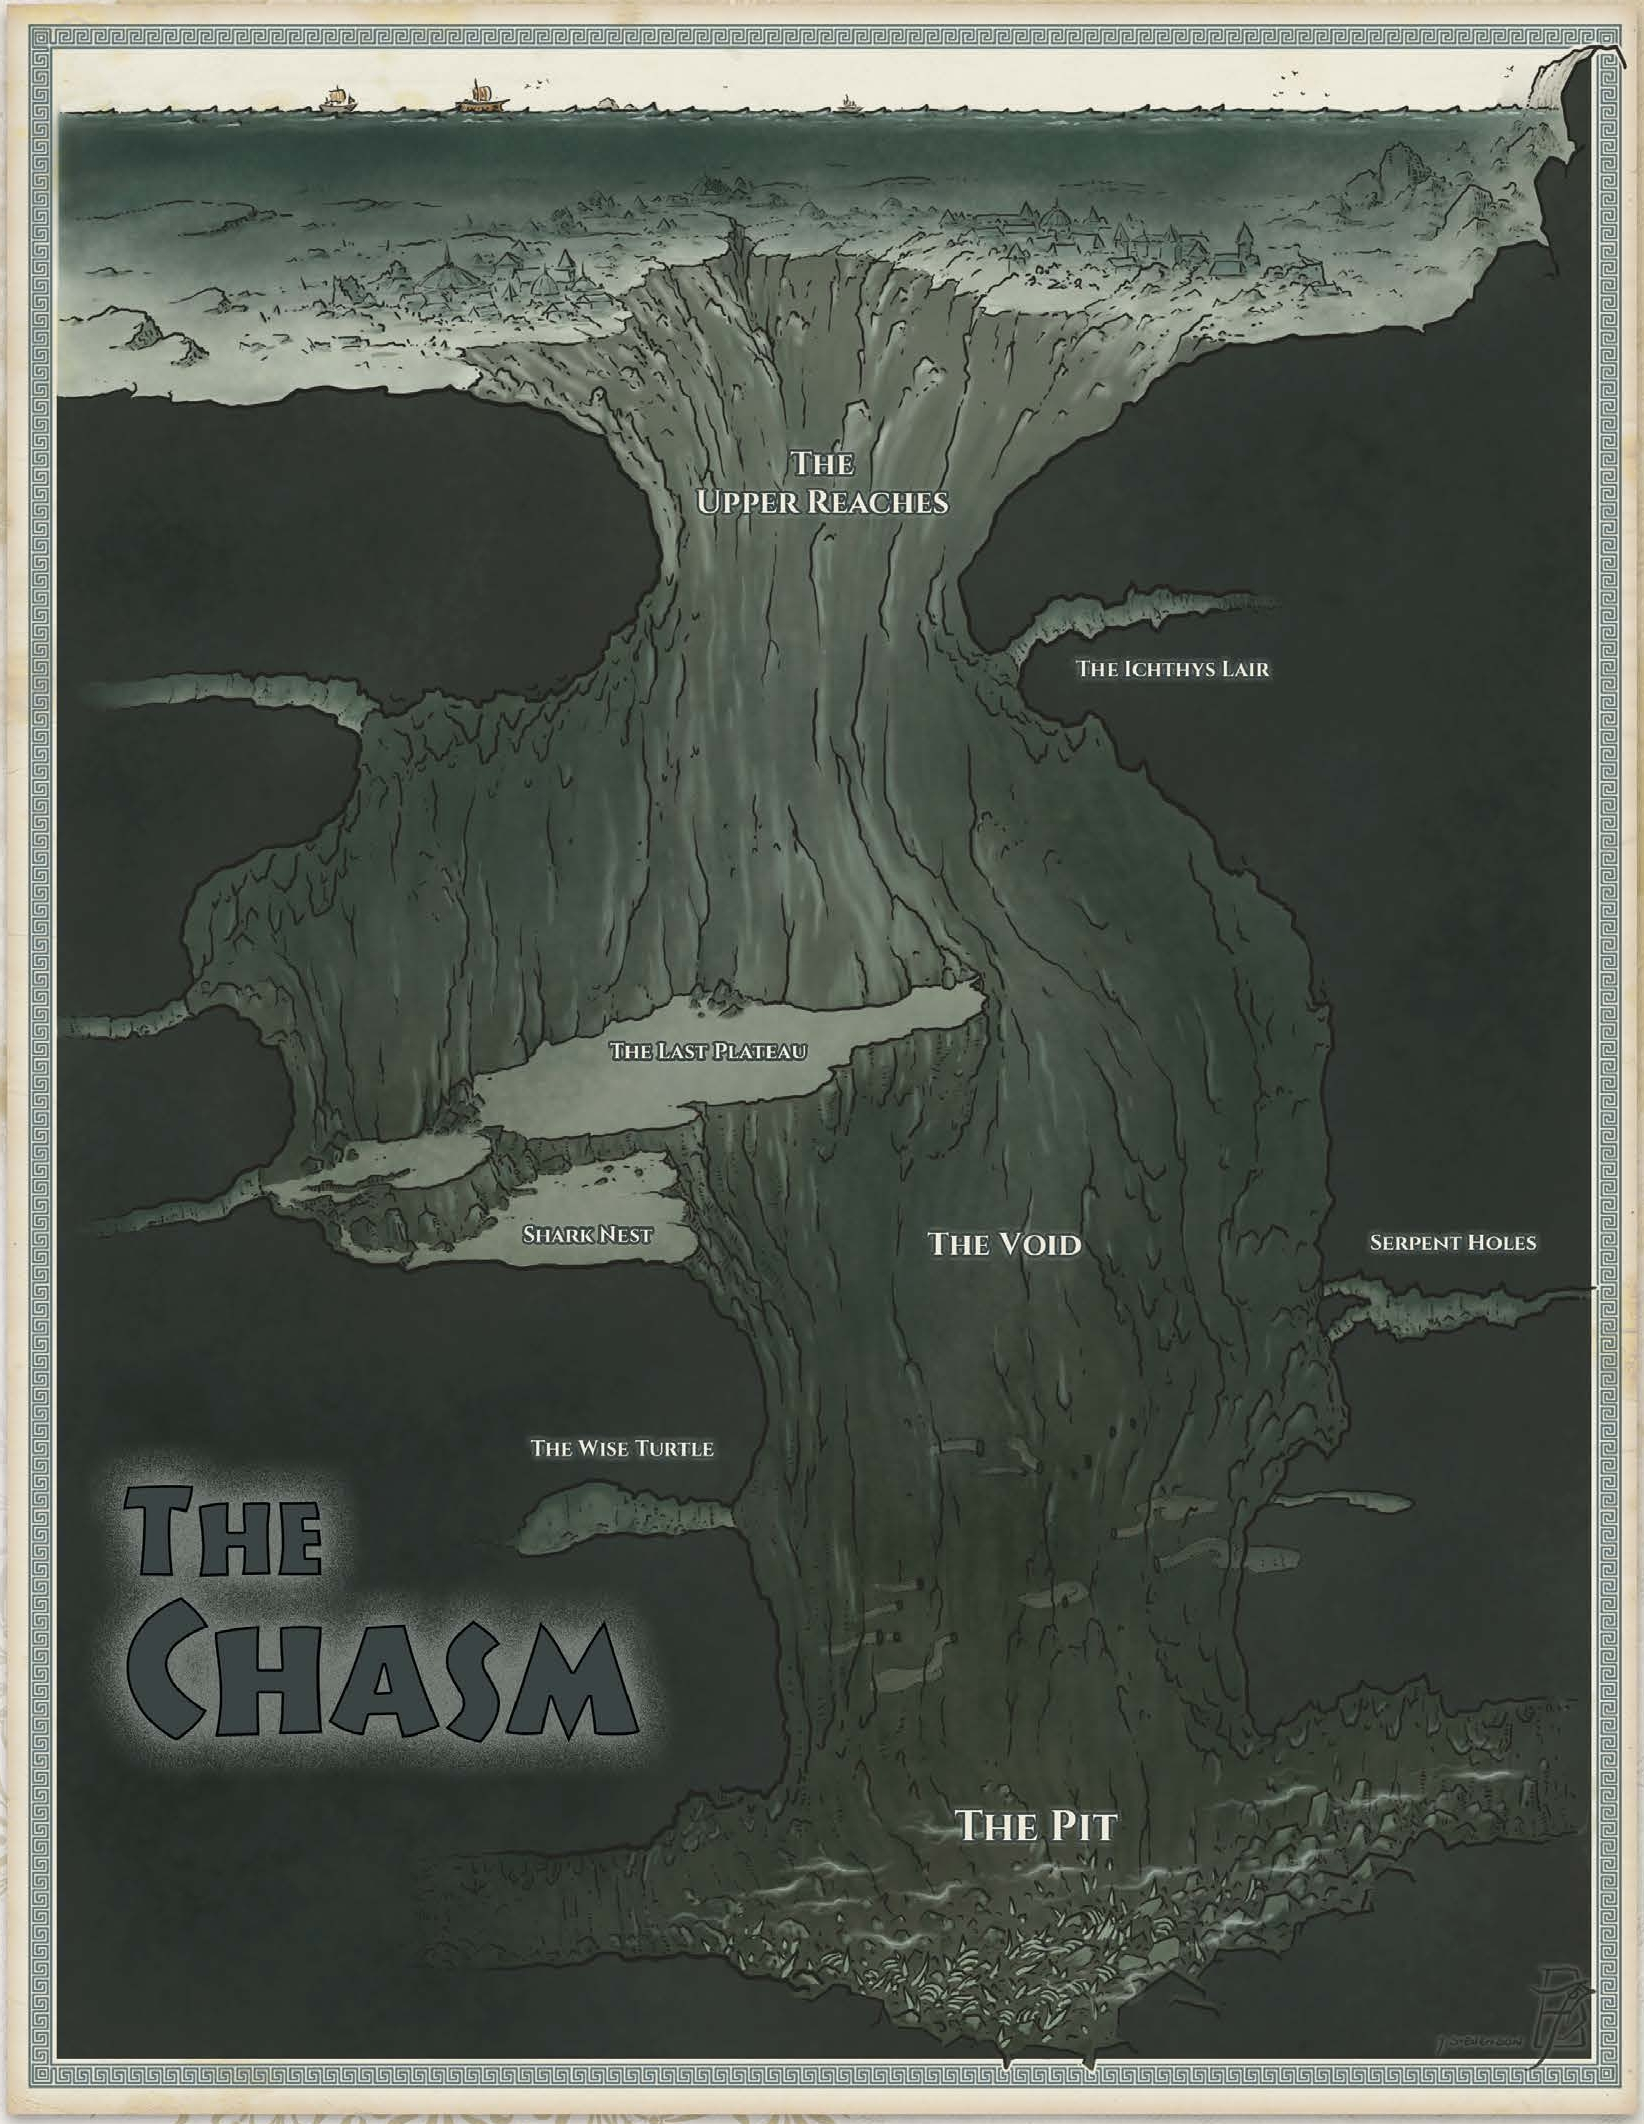 The
Upper Reaches
The Ichthys Lair
The Last Plateau
Shark Nest
The Void
Serpent Holes
The Wise Turtle
The
Chasm
The Pit